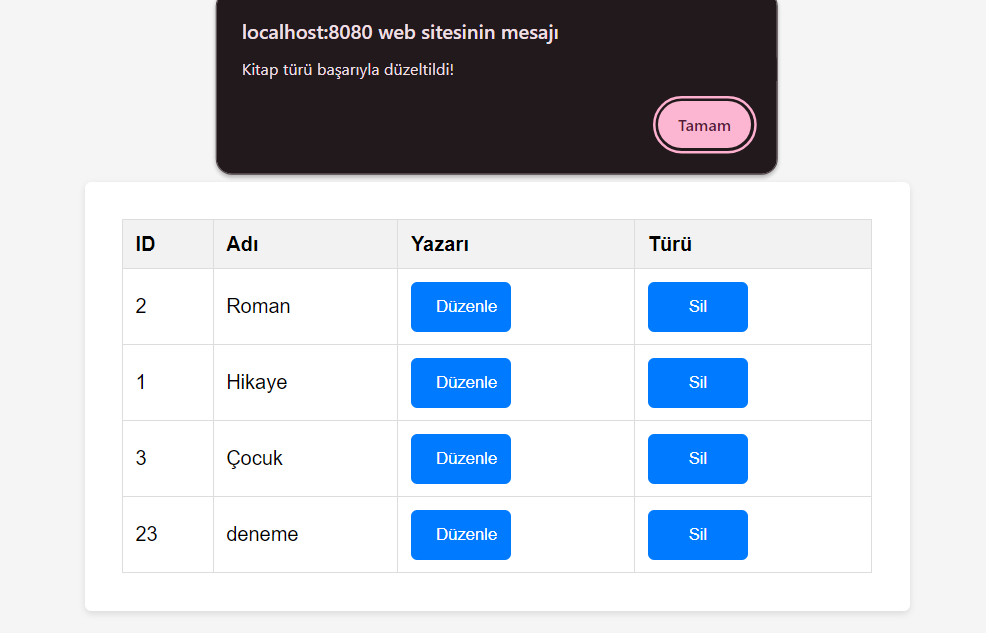 localhost:8080 web sitesinin mesajı
Kitap türü başarıyla düzeltildi!
Tamam
ID Adı Yazarı Türü
2 Roman Düzenle Sil
1 Hikaye Düzenle Sil
3 Çocuk Düzenle Sil
23 deneme Düzenle Sil